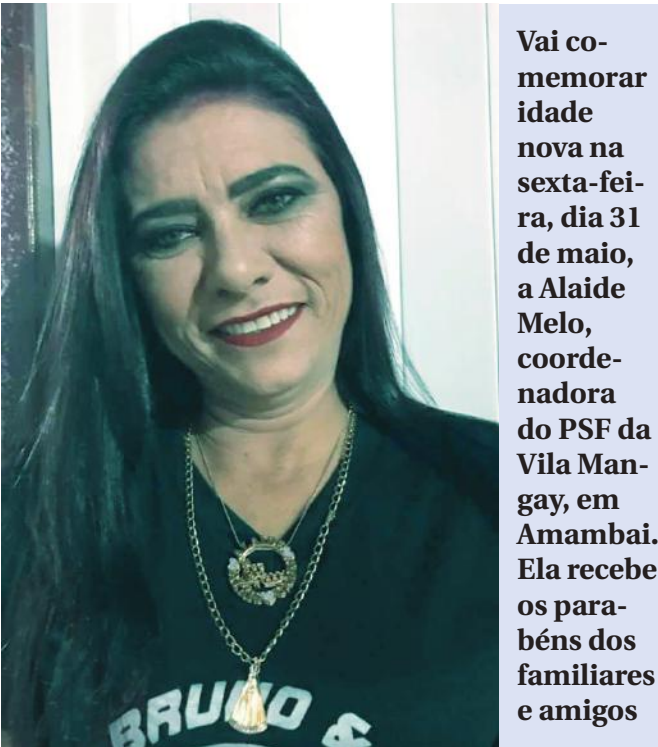 Vai co-
memorar
idade
nova na
sexta-fei-
ra, dia 31
de maio,
a Alaide
Melo,
coorde-
nadora
do PSF da
Vila Man-
gay, em
Amambai.
Ela recebe
os para-
béns dos
familiares
e amigos
BRUNO &